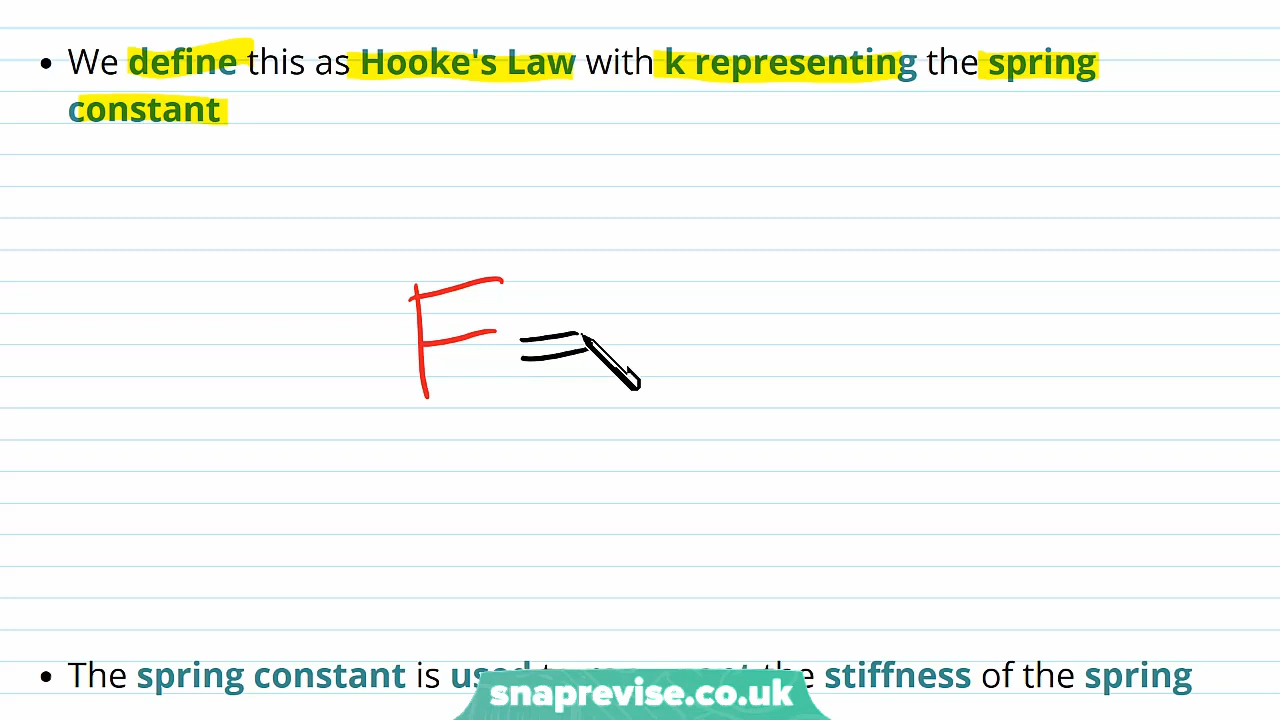 • We define this as Hooke's Law with k representing the spring
constant
F =
• The spring constant is the stiffness of the spring
snaprevise.co.uk